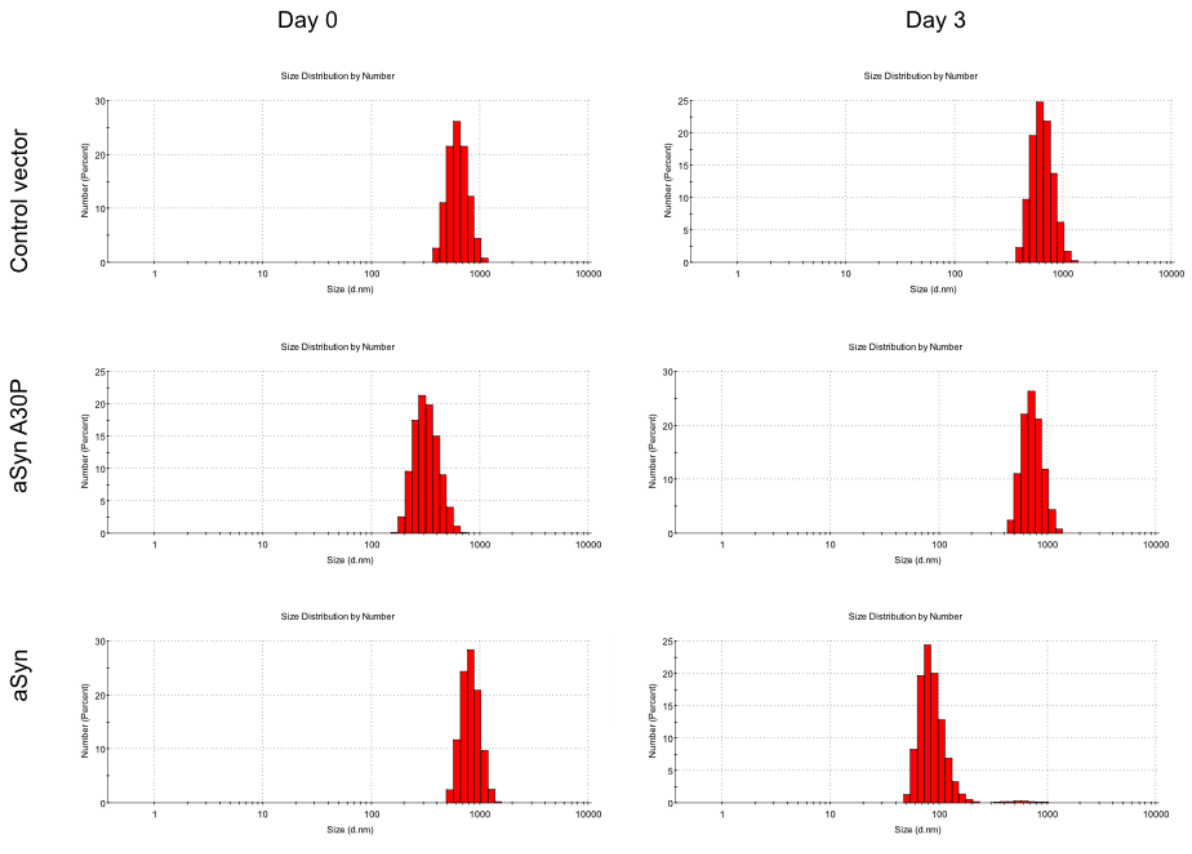 Day 0
Day 3
Control vector
Size Distribution by Number
Number (Percent)
30
20
10
0
1 10 100 1000 10000
Size (d.nm)
Size Distribution by Number
Number (Percent)
25
20
15
10
5
0
1 10 100 1000 10000
Size (d.nm)
aSyn A30P
Size Distribution by Number
Number (Percent)
25
20
15
10
5
0
1 10 100 1000 10000
Size (d.nm)
Size Distribution by Number
Number (Percent)
30
20
10
0
1 10 100 1000 10000
Size (d.nm)
aSyn
Size Distribution by Number
Number (Percent)
30
20
10
0
1 10 100 1000 10000
Size (d.nm)
Size Distribution by Number
Number (Percent)
25
20
15
10
5
0
1 10 100 1000 10000
Size (d.nm)